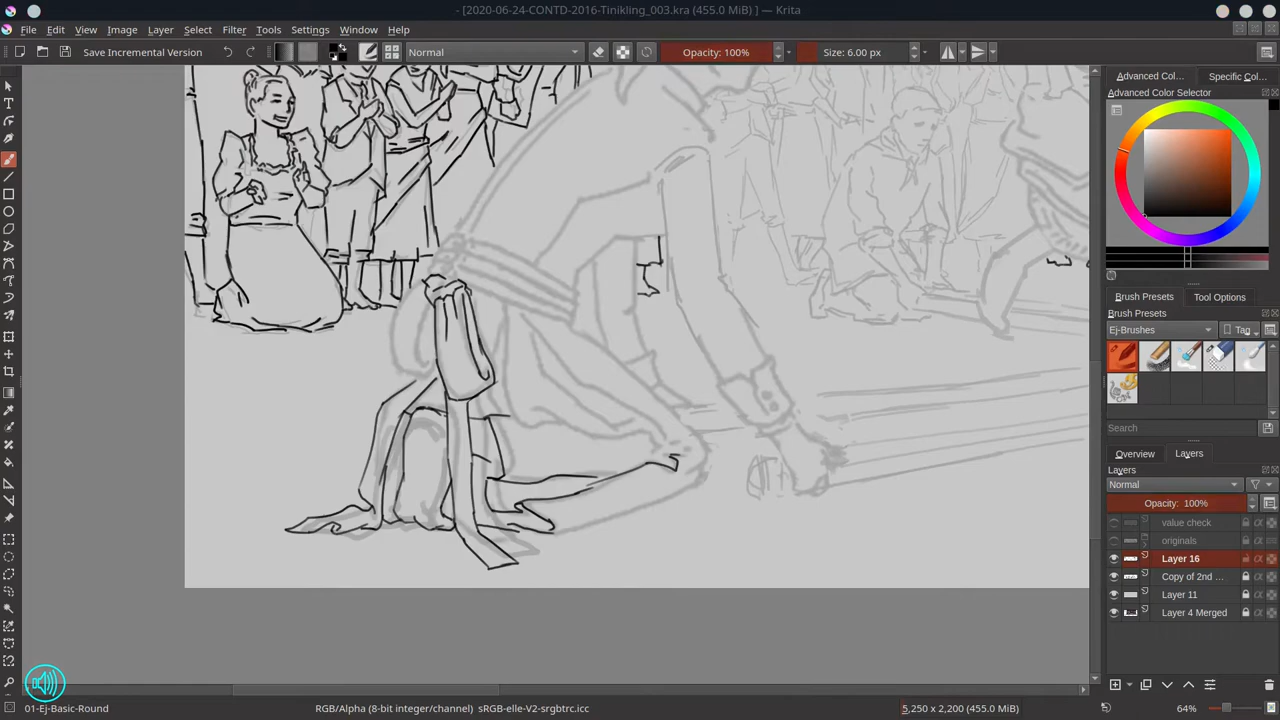 - [2020-06-24-CONTD-2016-Tinikling_003.kra (455.0 MiB) ] — Krita
File Edit View Image Layer Select Filter Tools Settings Window Help
Save Incremental Version Normal Opacity: 100% Size: 6.00 px
Advanced Col... Specific Col...
Advanced Color Selector
Brush Presets Tool Options
Brush Presets
Ej-Brushes Tag
Search
Overview Layers
Layers
Normal
Opacity: 100%
value check
originals
Layer 16
Copy of 2nd ...
Layer 11
Layer 4 Merged
01-Ej-Basic-Round RGB/Alpha (8-bit integer/channel) sRGB-elle-V2-srgbtrc.icc 5,250 x 2,200 (455.0 MiB) 64%